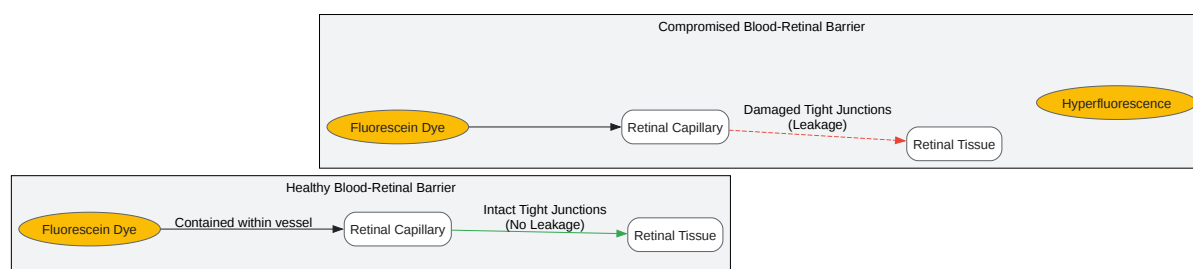 Compromised Blood-Retinal Barrier
Hyperfluorescence
Fluorescein Dye
Retinal Capillary
Damaged Tight Junctions
(Leakage)
Retinal Tissue
Healthy Blood-Retinal Barrier
Fluorescein Dye
Contained within vessel
Retinal Capillary
Intact Tight Junctions
(No Leakage)
Retinal Tissue